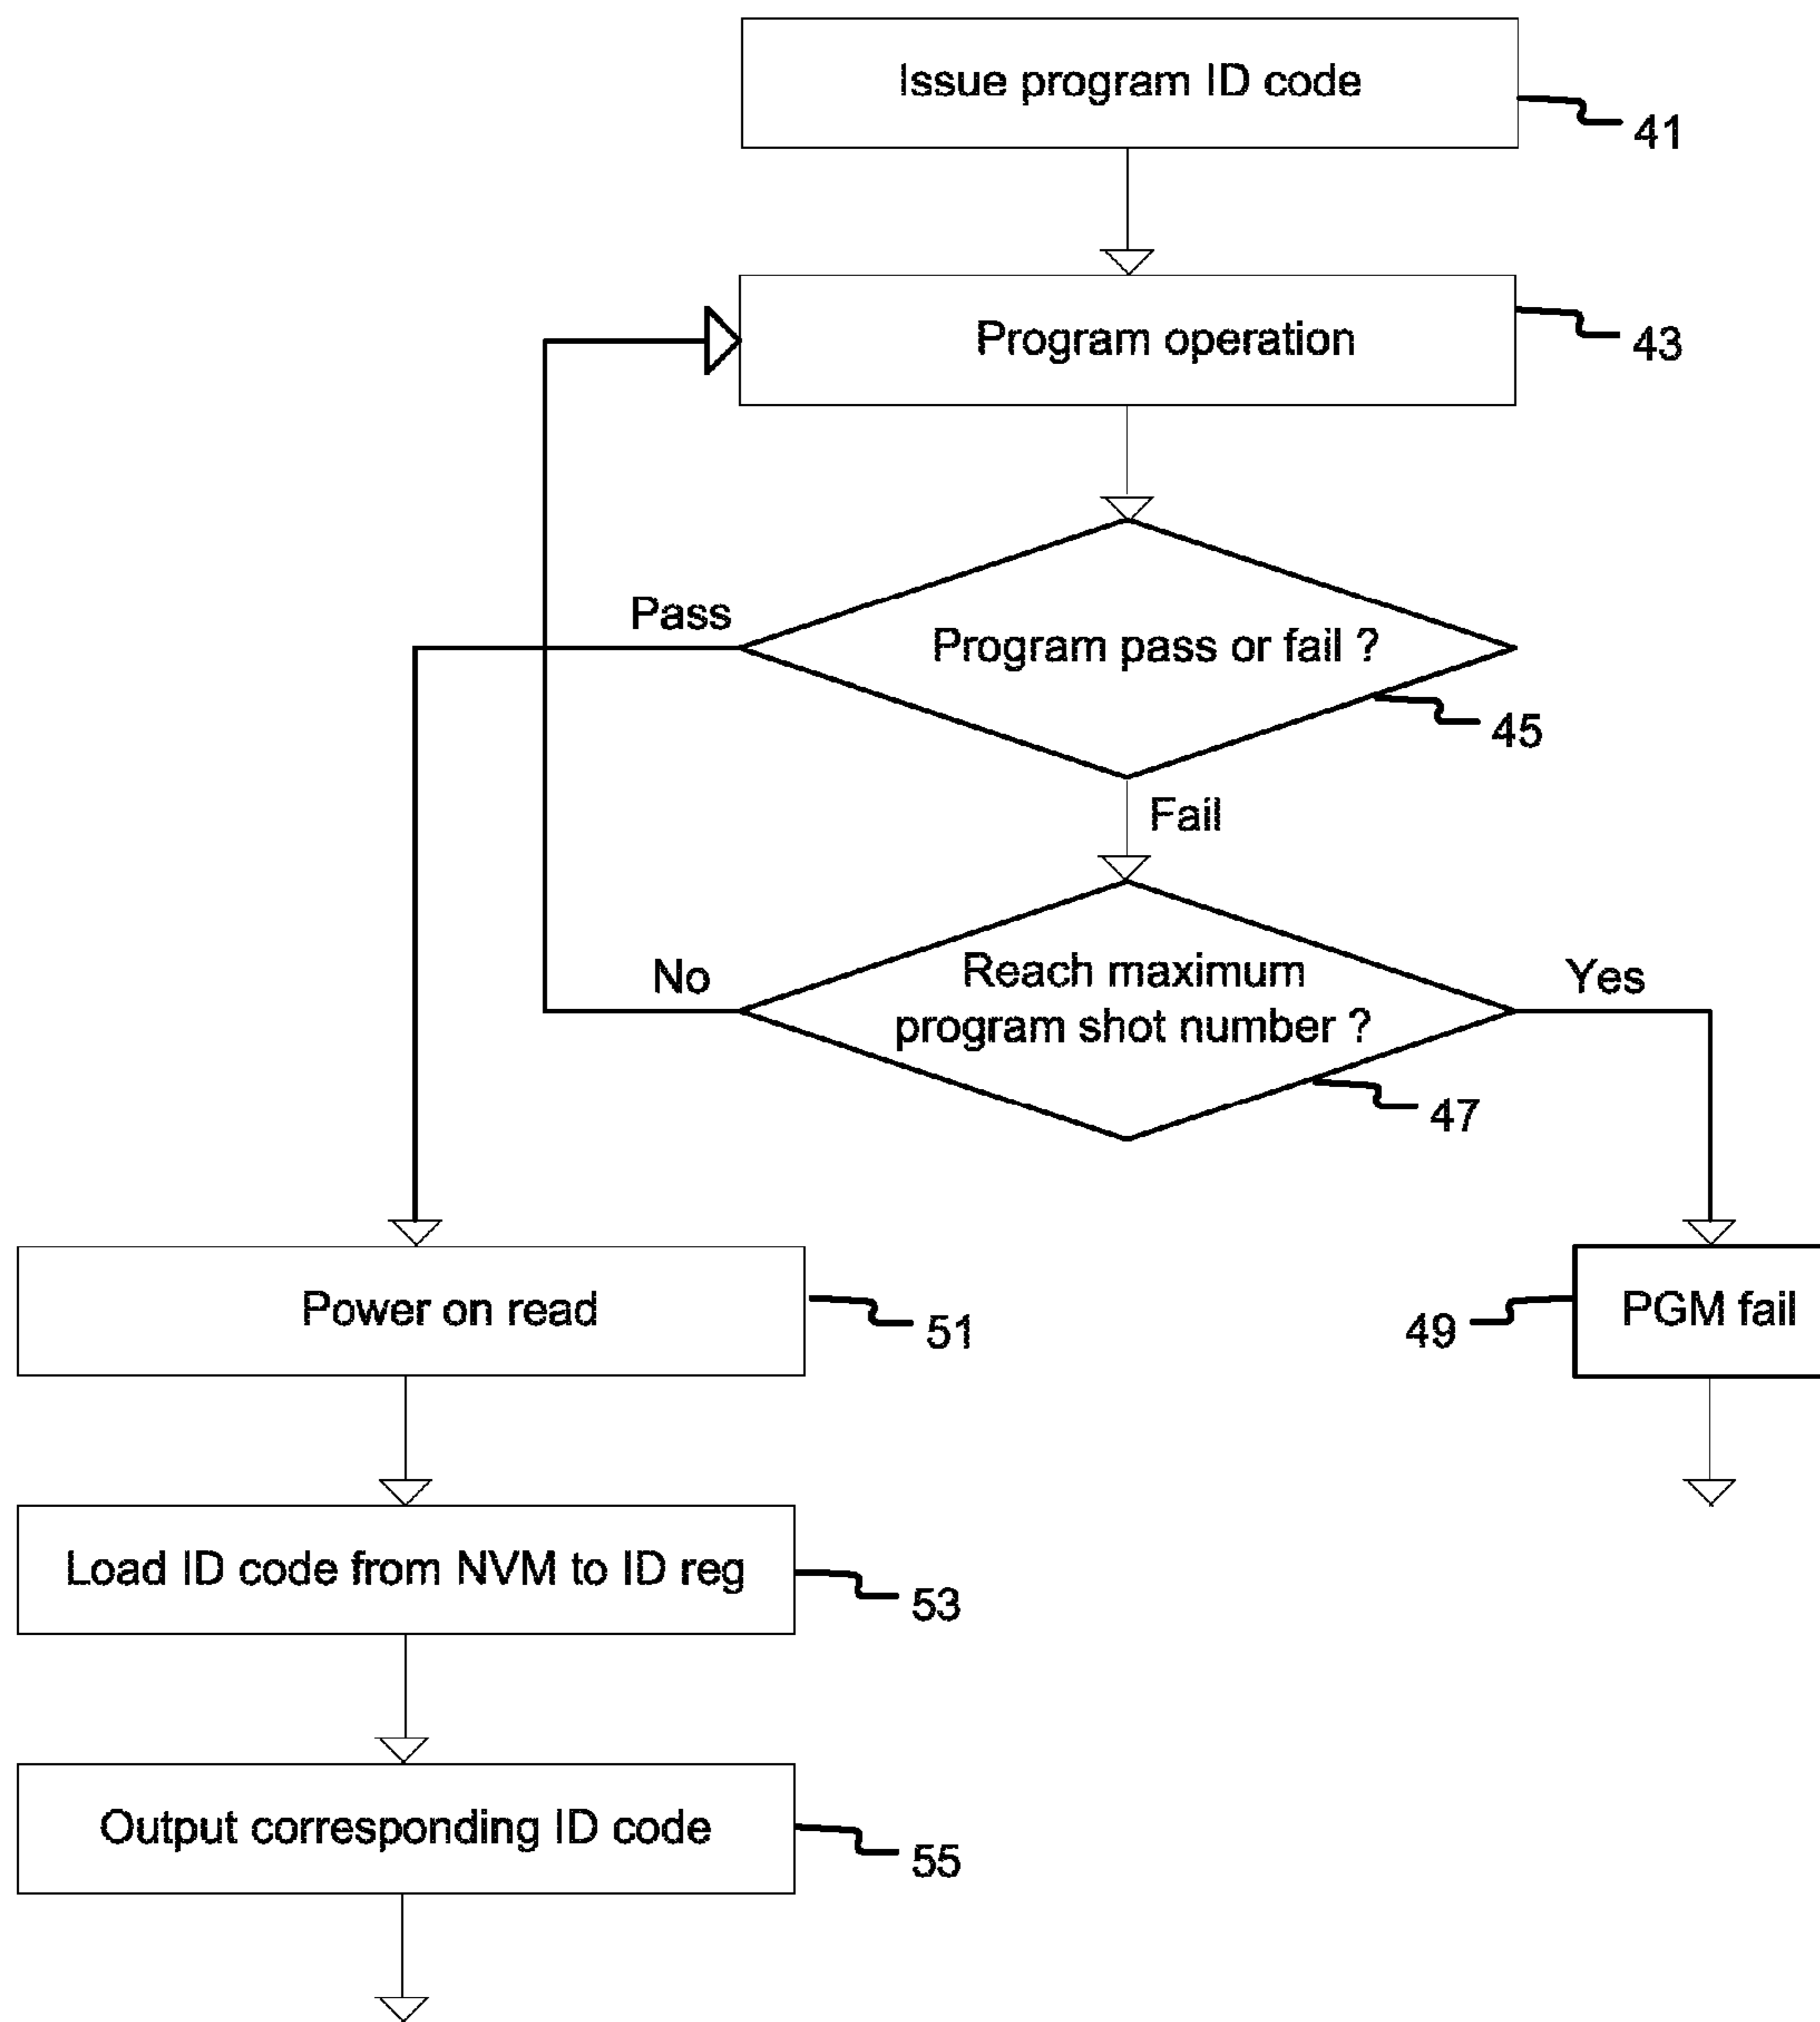 Issue program ID code
41
Program operation
43
Pass
Program pass or fail ?
45
Fail
No
Reach maximum
program shot number ?
Yes
47
Power on read
51
49
PGM fail
Load ID code from NVM to ID reg
53
Output corresponding ID code
55